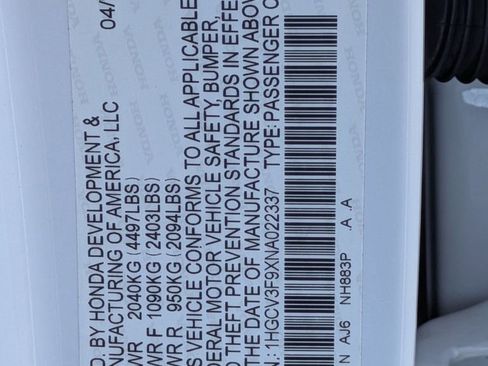 04/
D. BY HONDA DEVELOPMENT &
NUFACTURING OF AMERICA, LLC
WR 2040KG (4497LBS)
WR F 1090KG (2403LBS)
WR R 950KG (2094LBS)
S VEHICLE CONFORMS TO ALL APPLICABLE
DERAL MOTOR VEHICLE SAFETY, BUMPER,
D THEFT PREVENTION STANDARDS IN EFFE
THE DATE OF MANUFACTURE SHOWN ABOV
N.: 1HGCV3F9XNA022337 TYPE: PASSENGER C
N AJ6 NH883P A .A